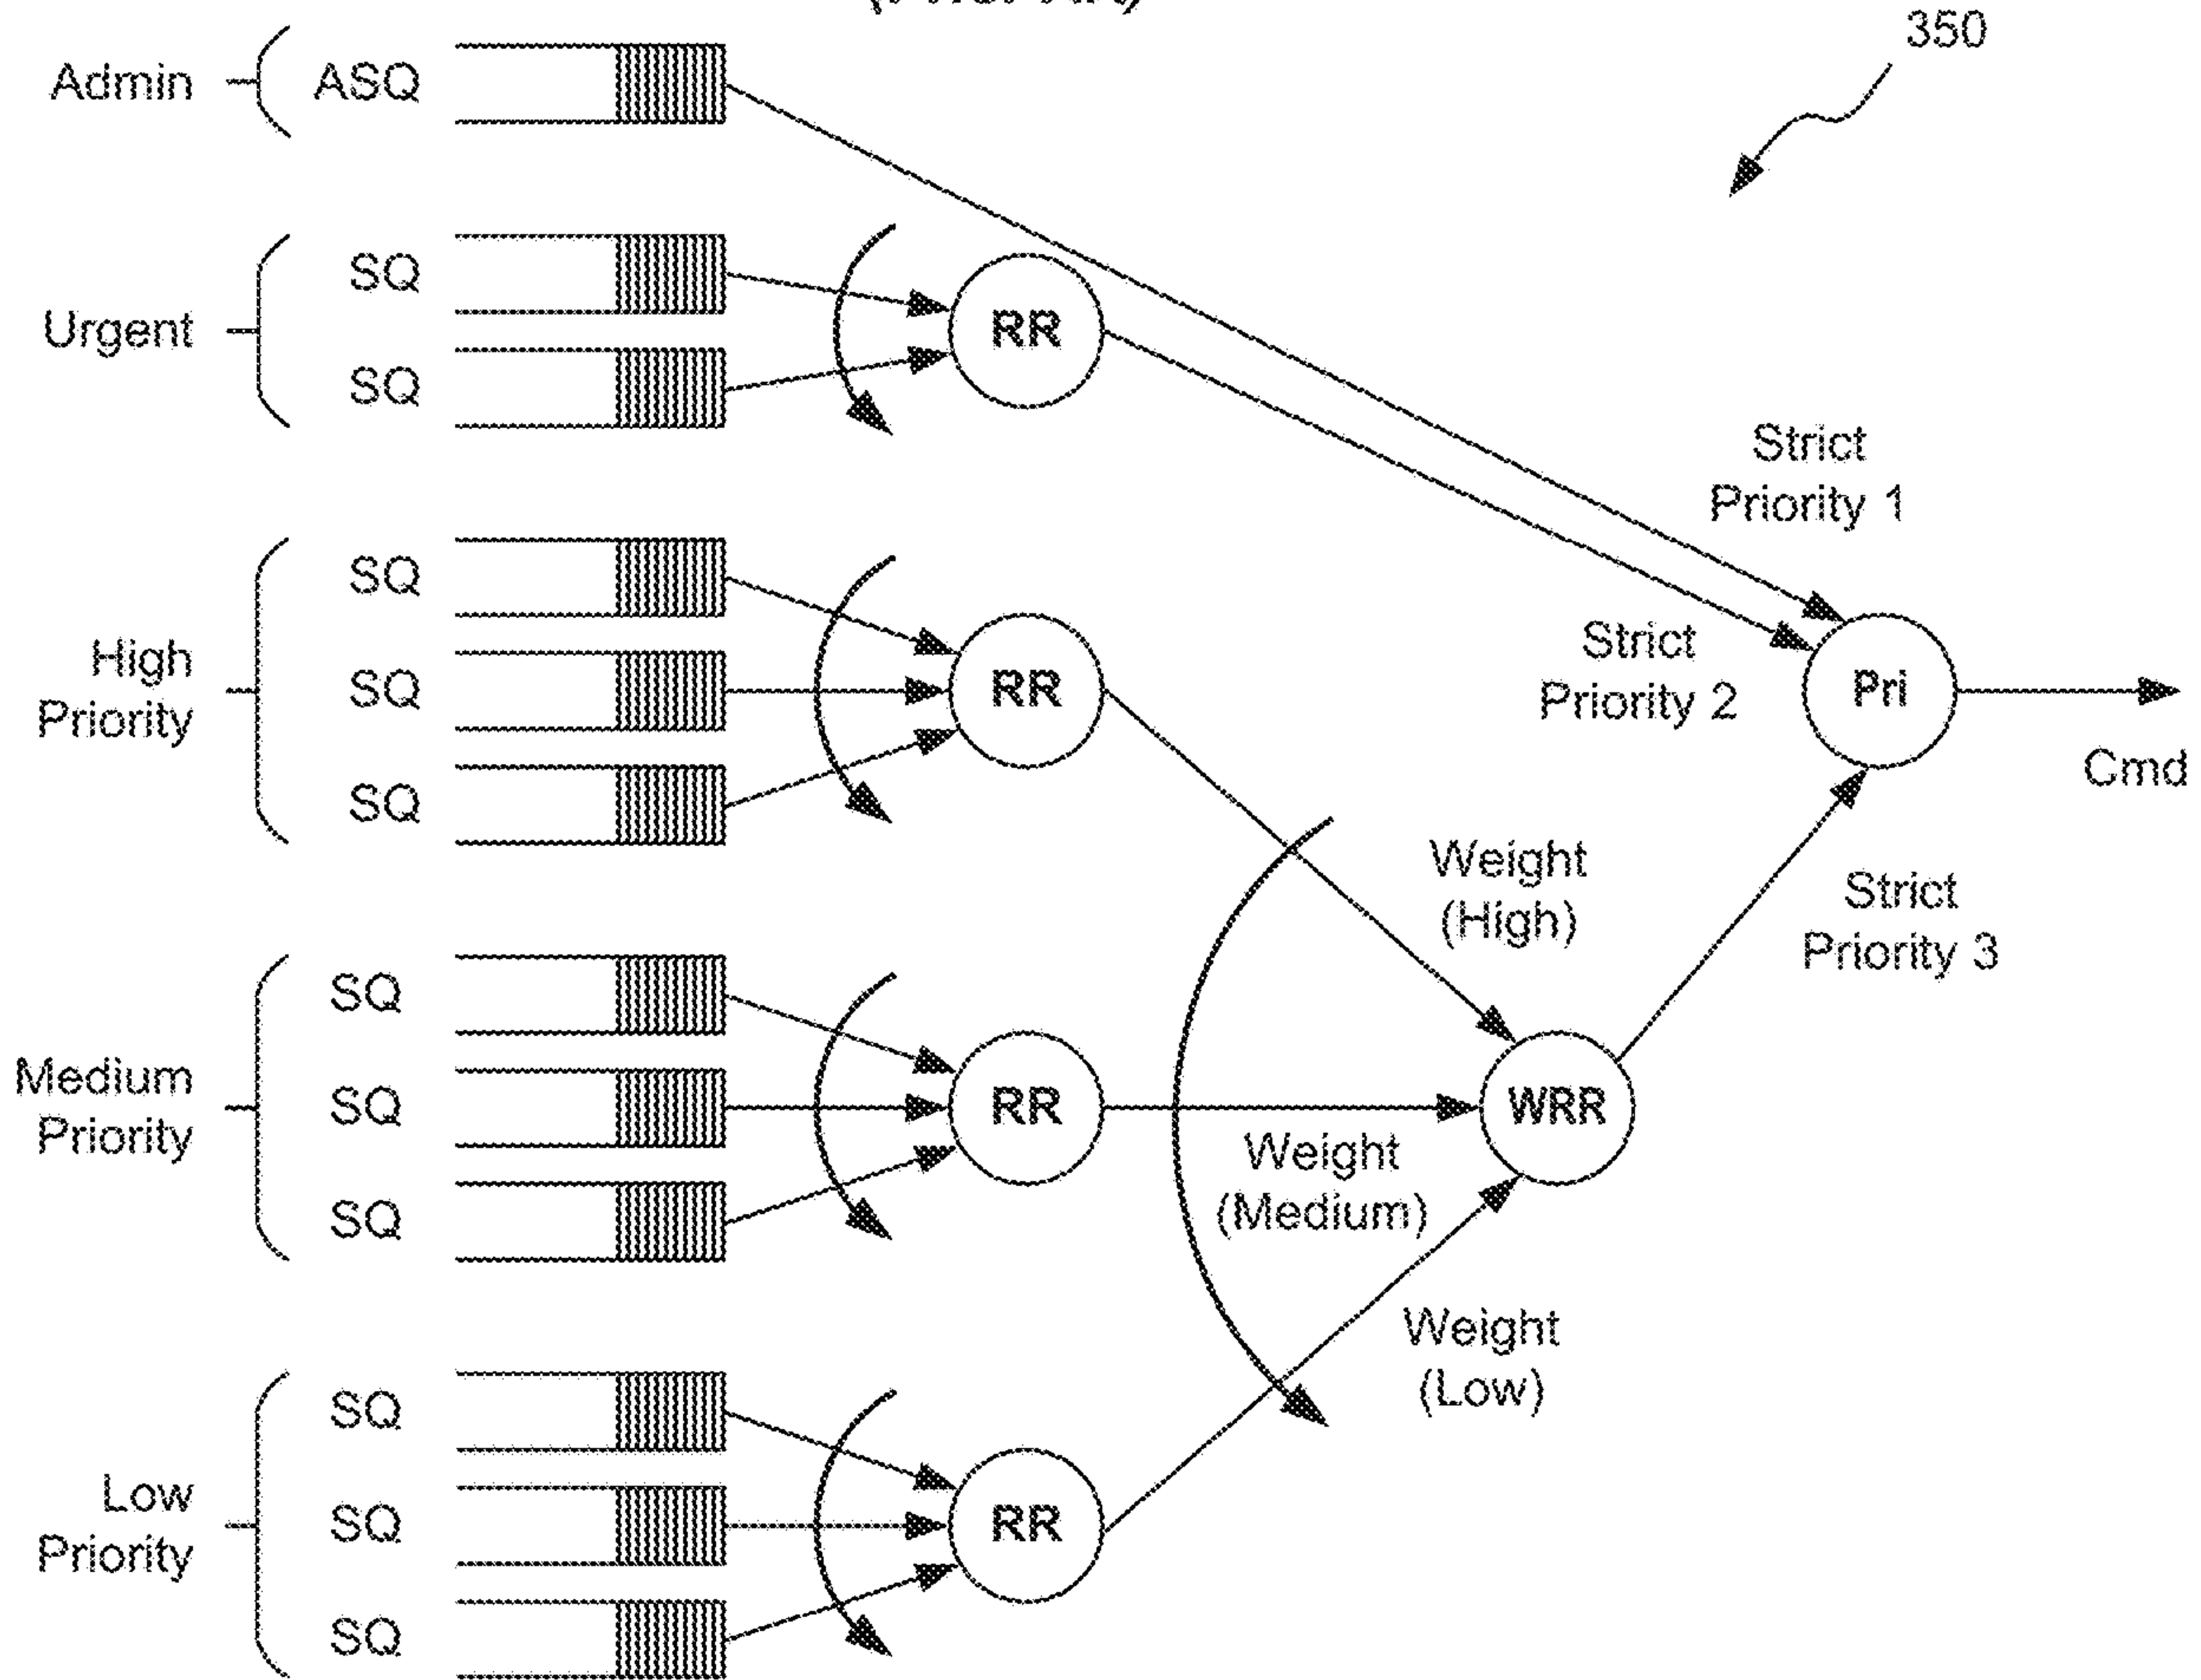 350
Admin
ASQ
Urgent
SQ
SQ
RR
Strict
Priority 1
High
Priority
SQ
SQ
SQ
RR
Strict
Priority 2
Pri
Cmd
Weight
(High)
Strict
Priority 3
Medium
Priority
SQ
SQ
SQ
RR
Weight
(Medium)
WRR
Weight
(Low)
Low
Priority
SQ
SQ
SQ
RR